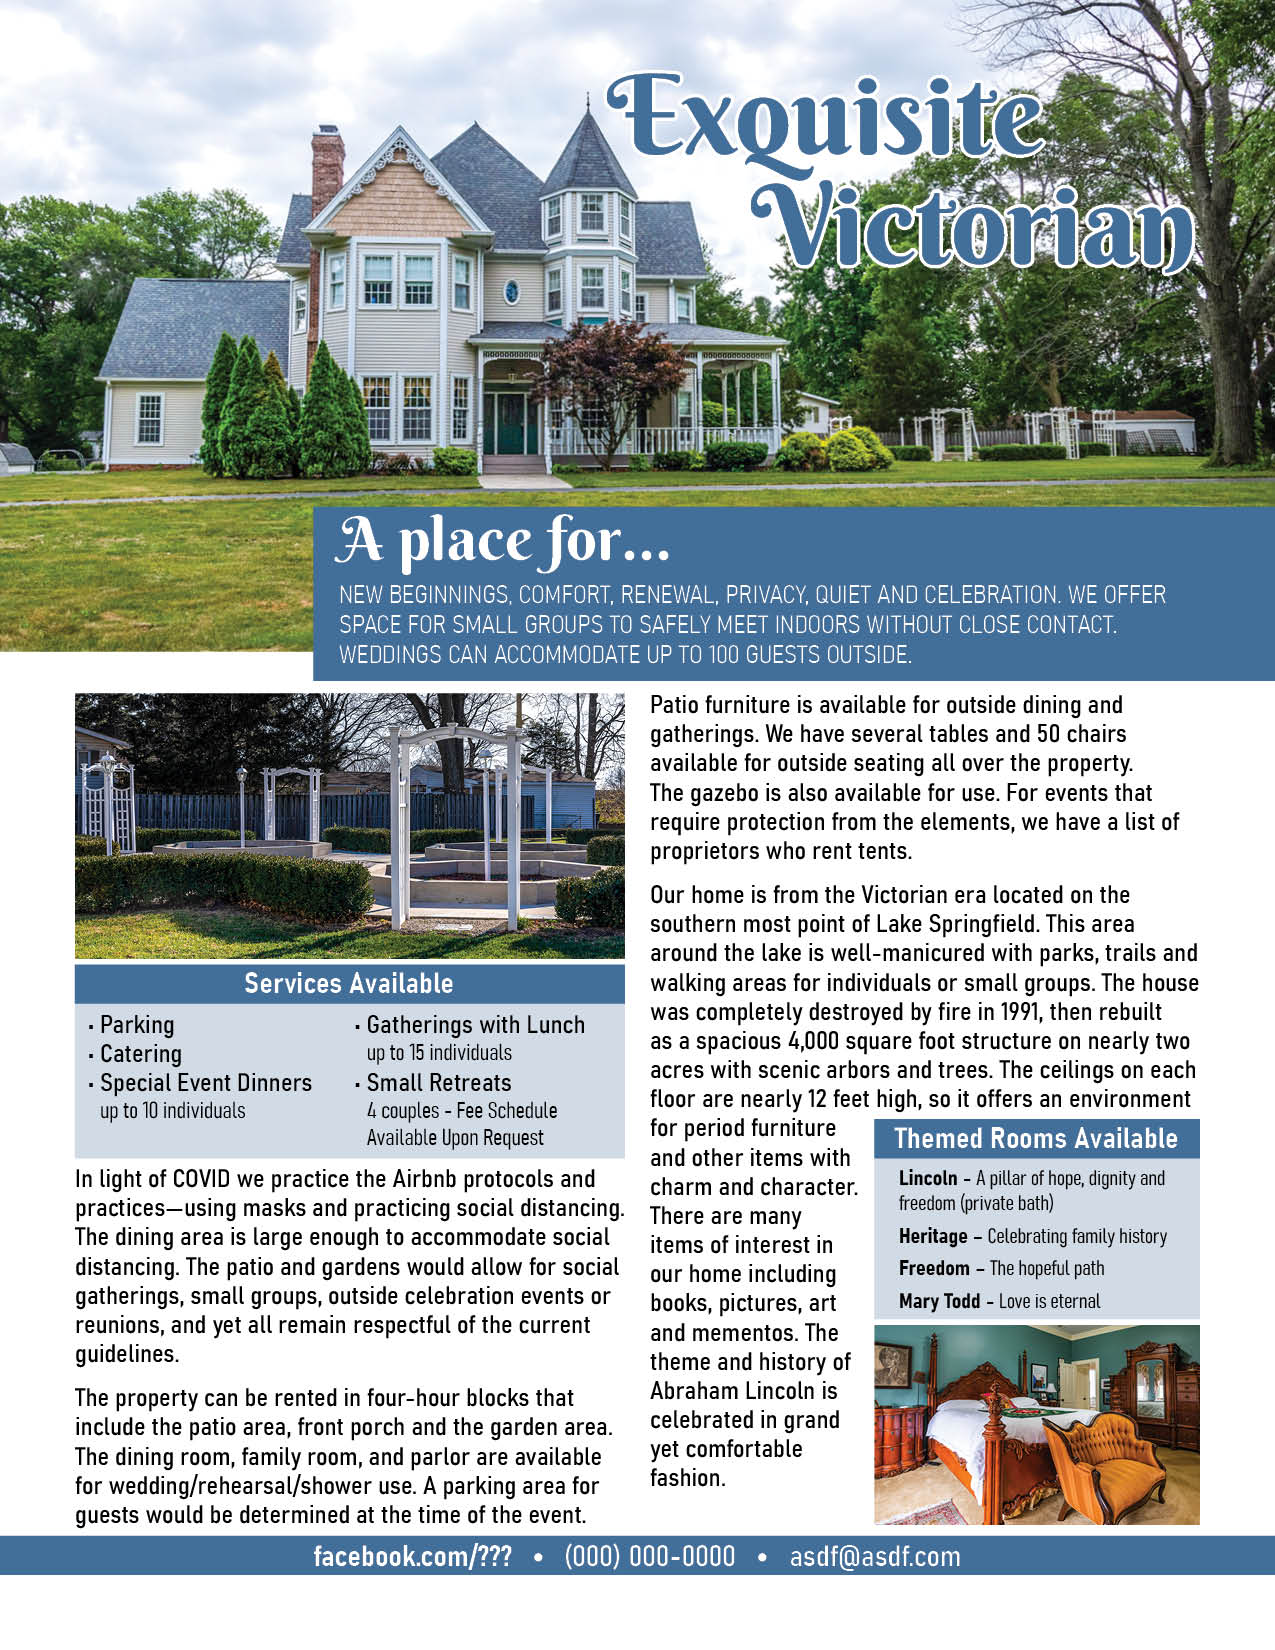 Exquisite
Victorian
A place for...
NEW BEGINNINGS, COMFORT, RENEWAL, PRIVACY, QUIET AND CELEBRATION. WE OFFER
SPACE FOR SMALL GROUPS TO SAFELY MEET INDOORS WITHOUT CLOSE CONTACT.
WEDDINGS CAN ACCOMMODATE UP TO 100 GUESTS OUTSIDE.
Services Available
· Parking
· Catering
· Special Event Dinners
up to 10 individuals
· Gatherings with Lunch
up to 15 individuals
· Small Retreats
4 couples - Fee Schedule
Available Upon Request
In light of COVID we practice the Airbnb protocols and
practices—using masks and practicing social distancing.
The dining area is large enough to accommodate social
distancing. The patio and gardens would allow for social
gatherings, small groups, outside celebration events or
reunions, and yet all remain respectful of the current
guidelines.
The property can be rented in four-hour blocks that
include the patio area, front porch and the garden area.
The dining room, family room, and parlor are available
for wedding/rehearsal/shower use. A parking area for
guests would be determined at the time of the event.
Patio furniture is available for outside dining and
gatherings. We have several tables and 50 chairs
available for outside seating all over the property.
The gazebo is also available for use. For events that
require protection from the elements, we have a list of
proprietors who rent tents.
Our home is from the Victorian era located on the
southern most point of Lake Springfield. This area
around the lake is well-manicured with parks, trails and
walking areas for individuals or small groups. The house
was completely destroyed by fire in 1991, then rebuilt
as a spacious 4,000 square foot structure on nearly two
acres with scenic arbors and trees. The ceilings on each
floor are nearly 12 feet high, so it offers an environment
for period furniture
and other items with
charm and character.
There are many
items of interest in
our home including
books, pictures, art
and mementos. The
theme and history of
Abraham Lincoln is
celebrated in grand
yet comfortable
fashion.
Themed Rooms Available
Lincoln - A pillar of hope, dignity and
freedom (private bath)
Heritage – Celebrating family history
Freedom – The hopeful path
Mary Todd - Love is eternal
facebook.com/??? • (000) 000-0000 • asdf@asdf.com